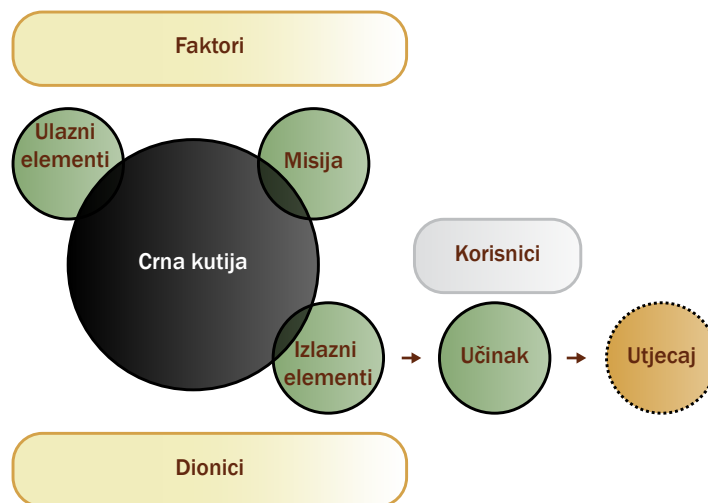 Faktori
Ulazni
elementi
Misija
Crna kutija
Korisnici
Izlazni
elementi
Učinak
Utjecaj
Dionici